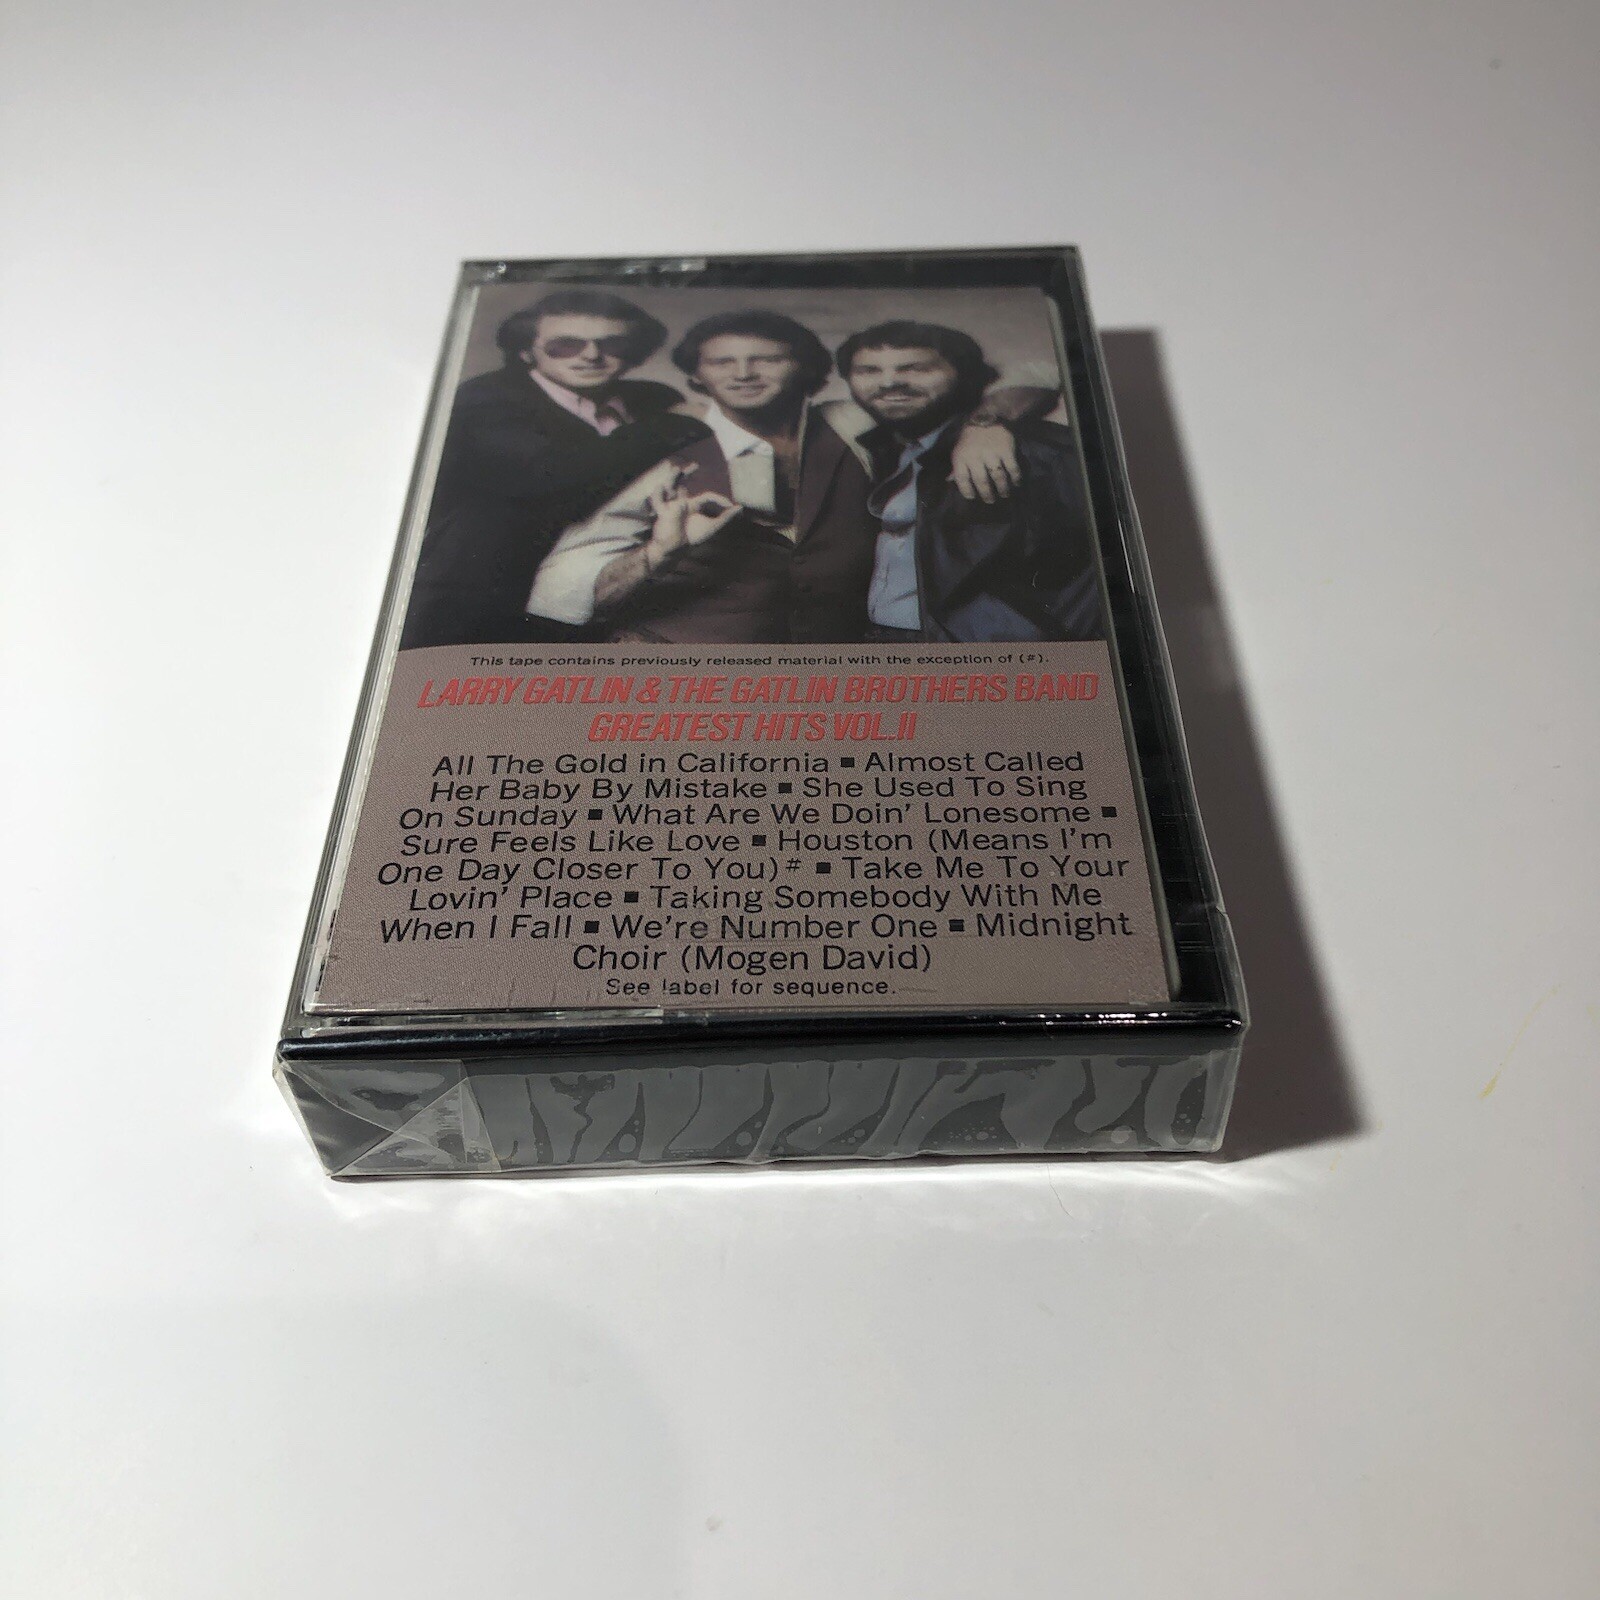 This tape contains previously released material with the exception of (#).
LARRY GATLIN & THE GATLIN BROTHERS BAND
GREATEST HITS VOL.II
All The Gold in California ▪ Almost Called
Her Baby By Mistake ▪ She Used To Sing
On Sunday ▪ What Are We Doin' Lonesome ▪
Sure Feels Like Love ▪ Houston (Means I'm
One Day Closer To You)# ▪ Take Me To Your
Lovin' Place ▪ Taking Somebody With Me
When I Fall ▪ We're Number One ▪ Midnight
Choir (Mogen David)
See label for sequence.